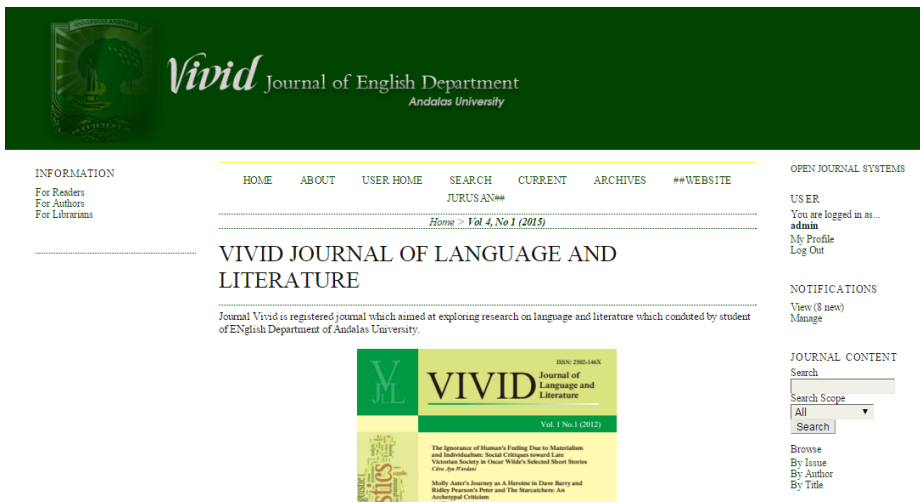 Vivid Journal of English Department
Andalas University
INFORMATION
For Readers
For Authors
For Librarians
HOME ABOUT USER HOME SEARCH CURRENT ARCHIVES ##WEBSITE
JURUSAN##
Home > Vol 4, No 1 (2015)
VIVID JOURNAL OF LANGUAGE AND
LITERATURE
Journal Vivid is registered journal which aimed at exploring research on language and literature which conduted by student
of ENglish Department of Andalas University.
VJLL
ISSN: 2502-146X
VIVID Journal of
Language and
Literature
Vol. 1 No.1 (2012)
The Ignorance of Human's Feeling Due to Materialism
and Individualism: Social Critiques toward Late
Victorian Society in Oscar Wilde's Selected Short Stories
Citra Ayu Wardani
Molly Aster's Journey as A Heroine in Dave Barry and
Ridley Pearson's Peter and The Starcatchers: An
Archetypal Criticism
OPEN JOURNAL SYSTEMS
USER
You are logged in as...
admin
My Profile
Log Out
NOTIFICATIONS
View (8 new)
Manage
JOURNAL CONTENT
Search
Search Scope
All
Search
Browse
By Issue
By Author
By Title